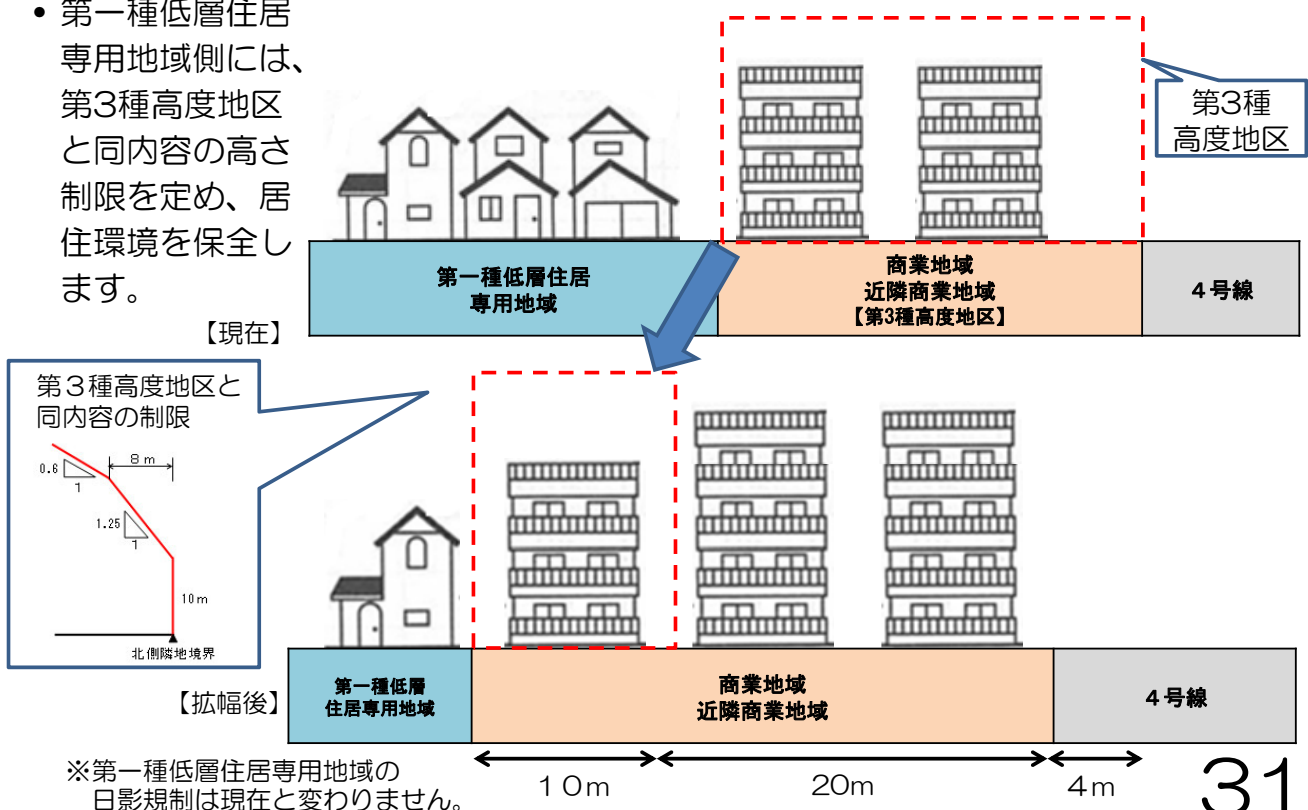 • 第一種低層住居
専用地域側には、
第3種高度地区
と同内容の高さ
制限を定め、居
住環境を保全し
ます。
第3種
高度地区
第一種低層住居
専用地域
商業地域
近隣商業地域
【第3種高度地区】
４号線
【現在】
第３種高度地区と
同内容の制限
0.6
1
8 m
1.25
1
10 m
北側隣地境界
【拡幅後】
第一種低層
住居専用地域
商業地域
近隣商業地域
４号線
１０m
20m
４m
※第一種低層住居専用地域の
日影規制は現在と変わりません。
31